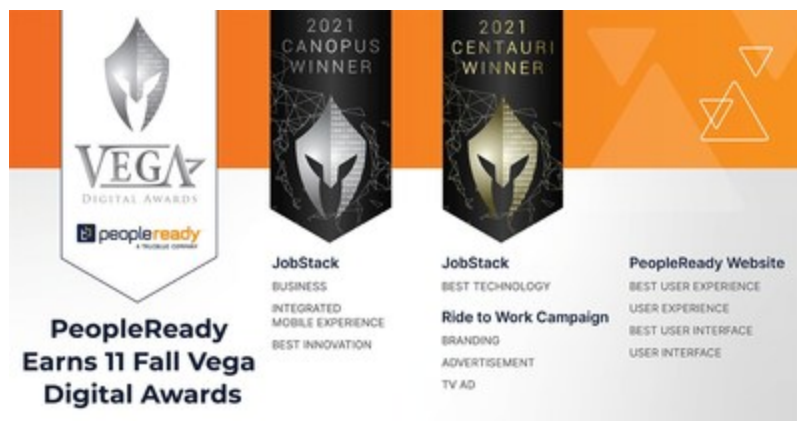 VEGA
DIGITAL AWARDS
peopleready
A TRUEBLUE COMPANY
PeopleReady
Earns 11 Fall Vega
Digital Awards
2021
CANOPUS
WINNER
JobStack
BUSINESS
INTEGRATED
MOBILE EXPERIENCE
BEST INNOVATION
2021
CENTAURI
WINNER
JobStack
BEST TECHNOLOGY
Ride to Work Campaign
BRANDING
ADVERTISEMENT
TV AD
PeopleReady Website
BEST USER EXPERIENCE
USER EXPERIENCE
BEST USER INTERFACE
USER INTERFACE